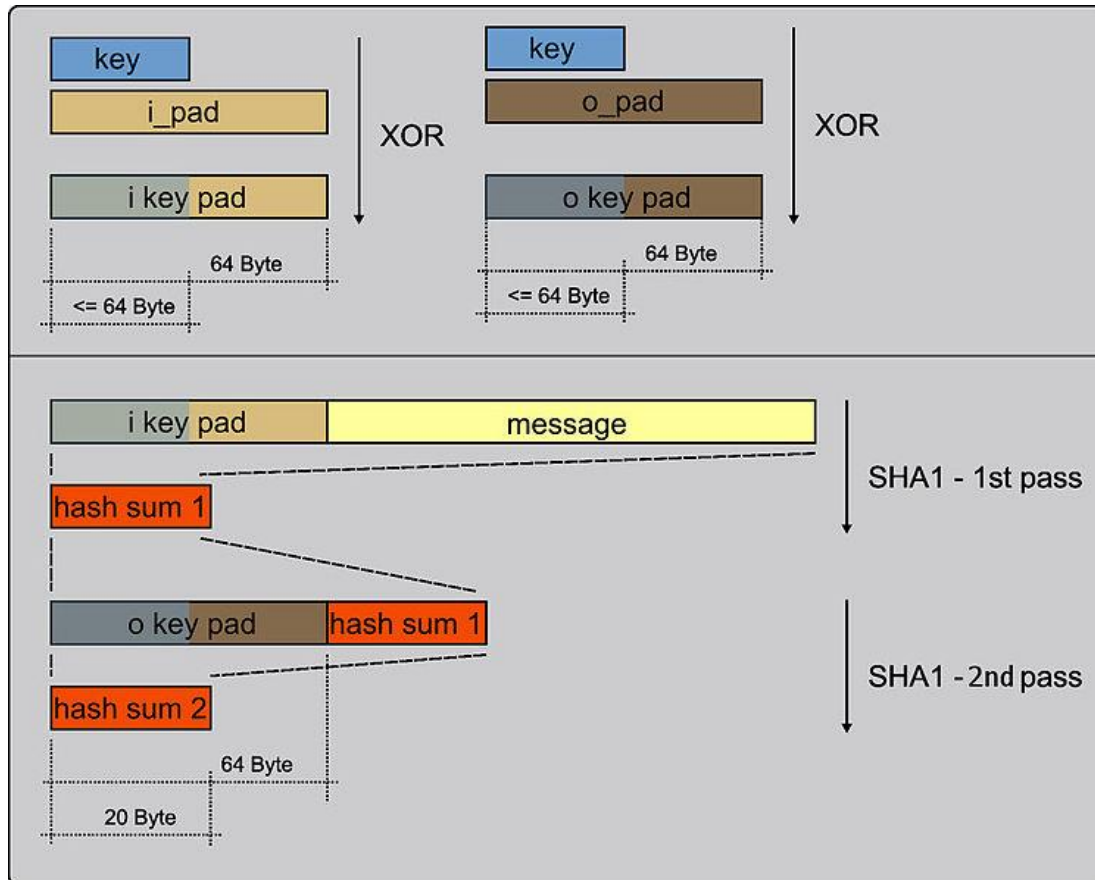 key
i_pad
XOR
i key pad
64 Byte
<= 64 Byte
key
o_pad
XOR
o key pad
64 Byte
<= 64 Byte
i key pad message
SHA1 - 1st pass
hash sum 1
o key pad hash sum 1
SHA1 - 2nd pass
hash sum 2
64 Byte
20 Byte